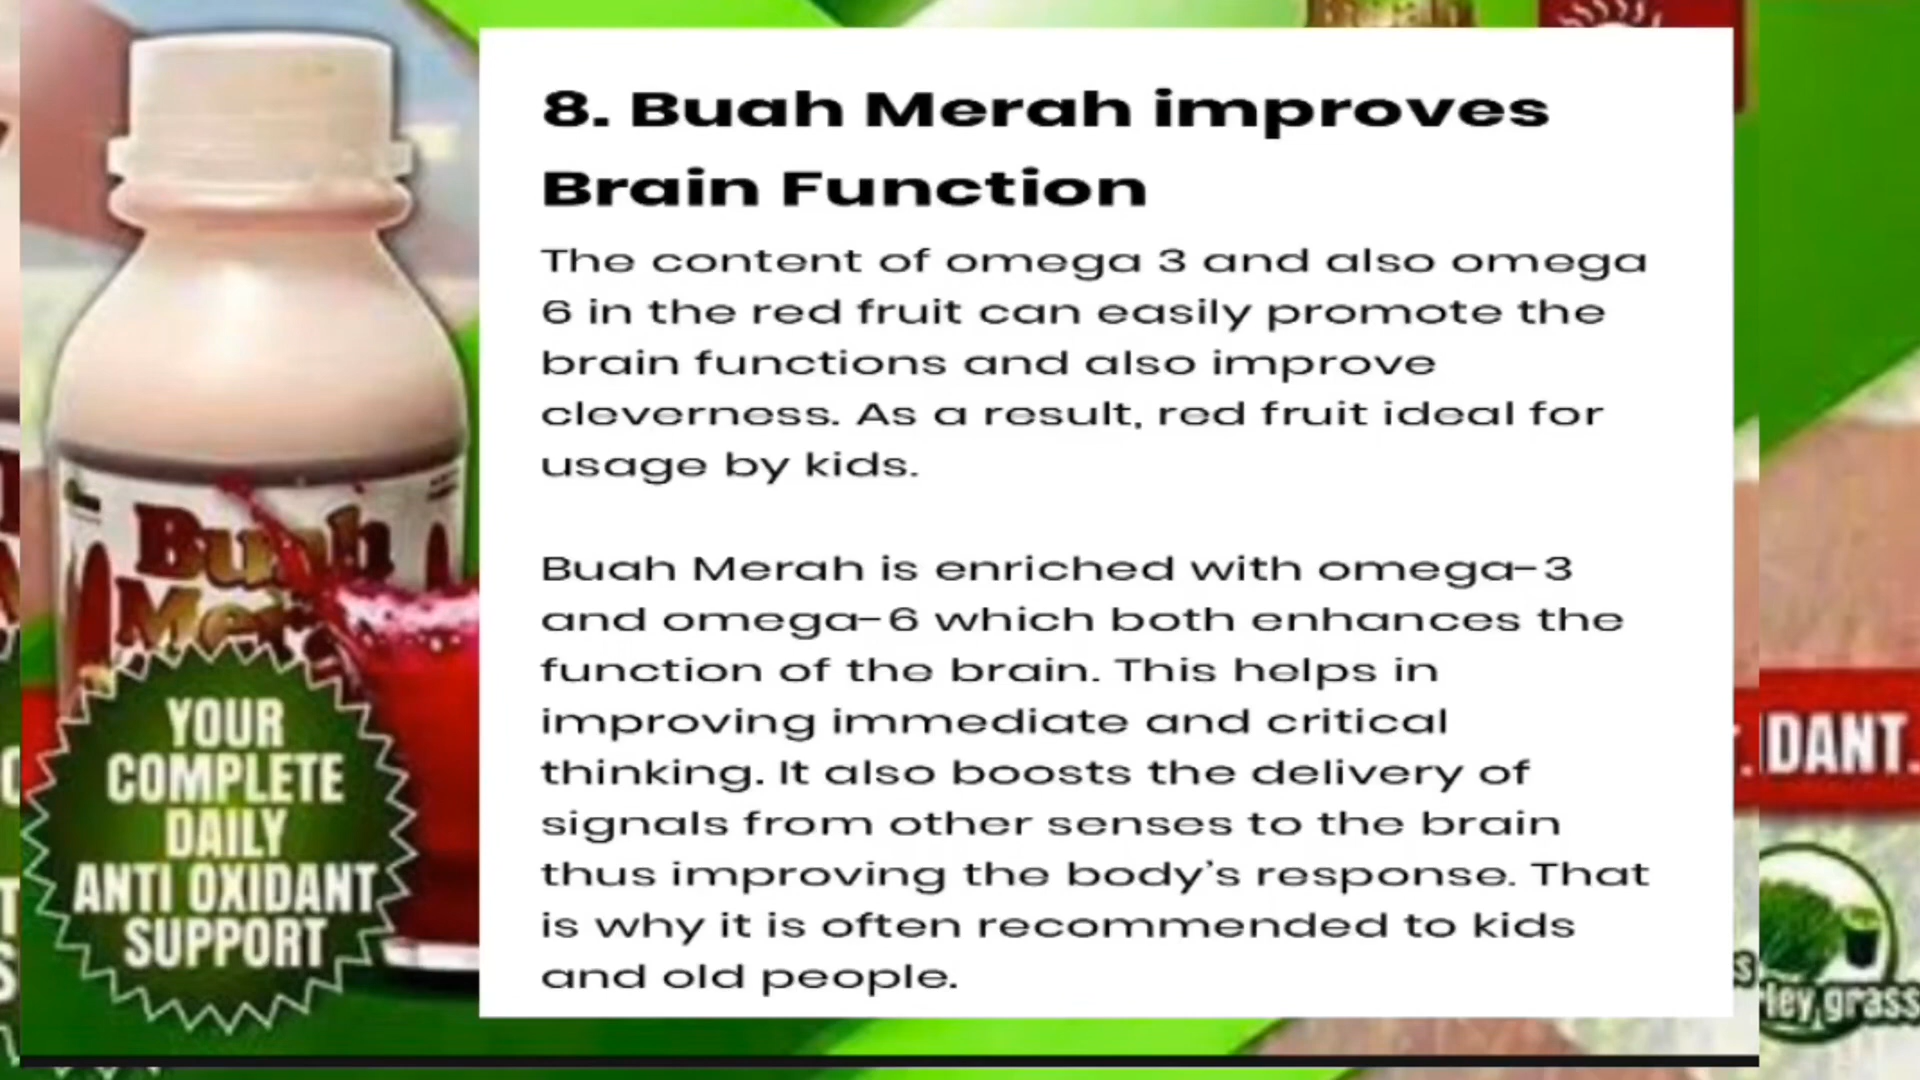 8. Buah Merah improves
Brain Function
The content of omega 3 and also omega
6 in the red fruit can easily promote the
brain functions and also improve
cleverness. As a result, red fruit ideal for
usage by kids.
Buah Merah is enriched with omega-3
and omega-6 which both enhances the
function of the brain. This helps in
improving immediate and critical
thinking. It also boosts the delivery of
signals from other senses to the brain
thus improving the body's response. That
is why it is often recommended to kids
and old people.
Buah
YOUR
COMPLETE
DAILY
ANTI OXIDANT
SUPPORT
DANT.
ley grass